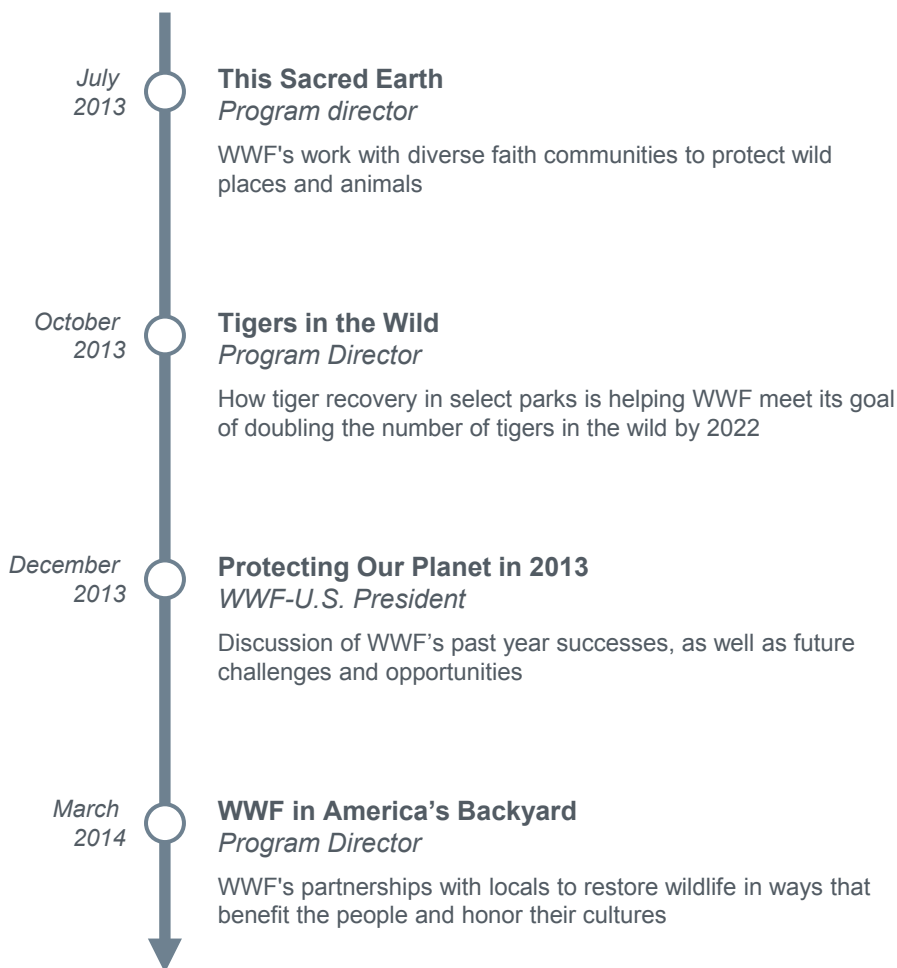 July
2013
This Sacred Earth
Program director
WWF's work with diverse faith communities to protect wild
places and animals
October
2013
Tigers in the Wild
Program Director
How tiger recovery in select parks is helping WWF meet its goal
of doubling the number of tigers in the wild by 2022
December
2013
Protecting Our Planet in 2013
WWF-U.S. President
Discussion of WWF’s past year successes, as well as future
challenges and opportunities
March
2014
WWF in America’s Backyard
Program Director
WWF's partnerships with locals to restore wildlife in ways that
benefit the people and honor their cultures